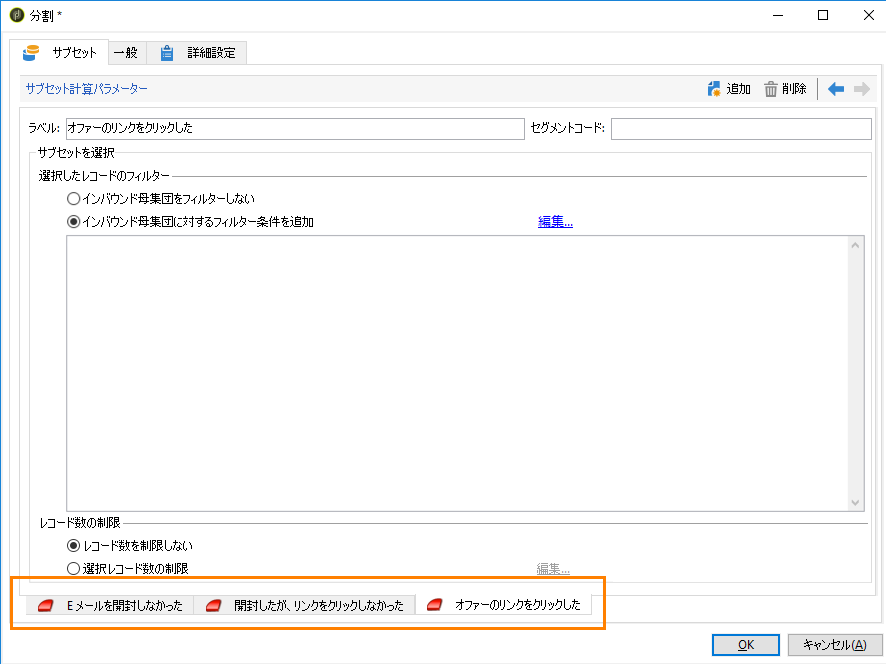 分割 *
サブセット 一般 詳細設定
サブセット計算パラメーター 追加 削除
ラベル: オファーのリンクをクリックした セグメントコード:
サブセットを選択
選択したレコードのフィルター
インバウンド母集団をフィルターしない
インバウンド母集団に対するフィルター条件を追加 編集...
レコード数の制限
レコード数を制限しない
選択レコード数の制限 編集...
Eメールを開封しなかった 開封したが、リンクをクリックしなかった オファーのリンクをクリックした
OK キャンセル(A)